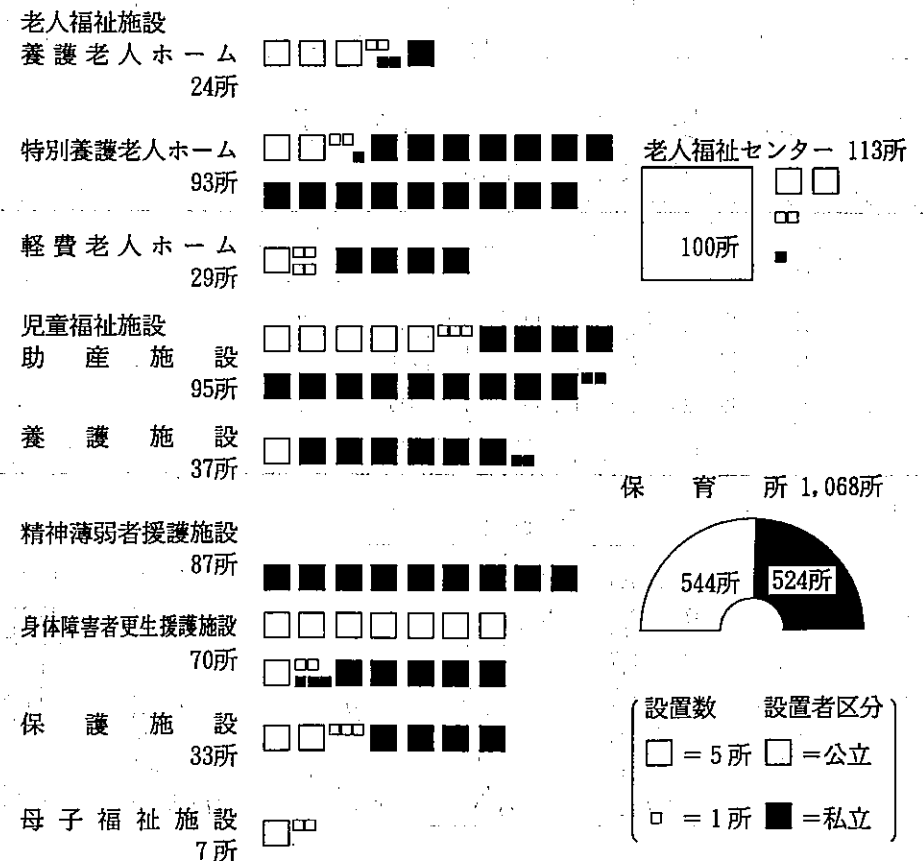 老人福祉施設
養護老人ホーム
24所
特別養護老人ホーム
93所
老人福祉センター 113所
100所
軽費老人ホーム
29所
児童福祉施設
助産施設
95所
養護施設
37所
保育所 1,068所
544所 524所
精神薄弱者援護施設
87所
身体障害者更生援護施設
70所
保護施設
33所
母子福祉施設
7所
設置数 設置者区分
□ =5所 □ =公立
□ =1所 ■ =私立